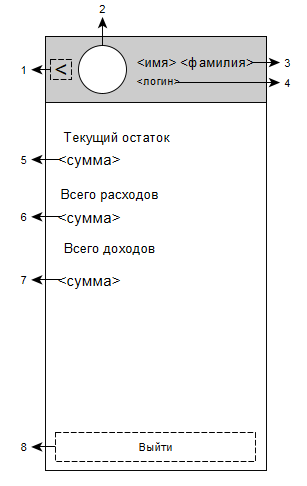 2
1 < <имя> <фамилия> 3
<логин> 4
Текущий остаток
5 <сумма>
Всего расходов
6 <сумма>
Всего доходов
7 <сумма>
8 Выйти